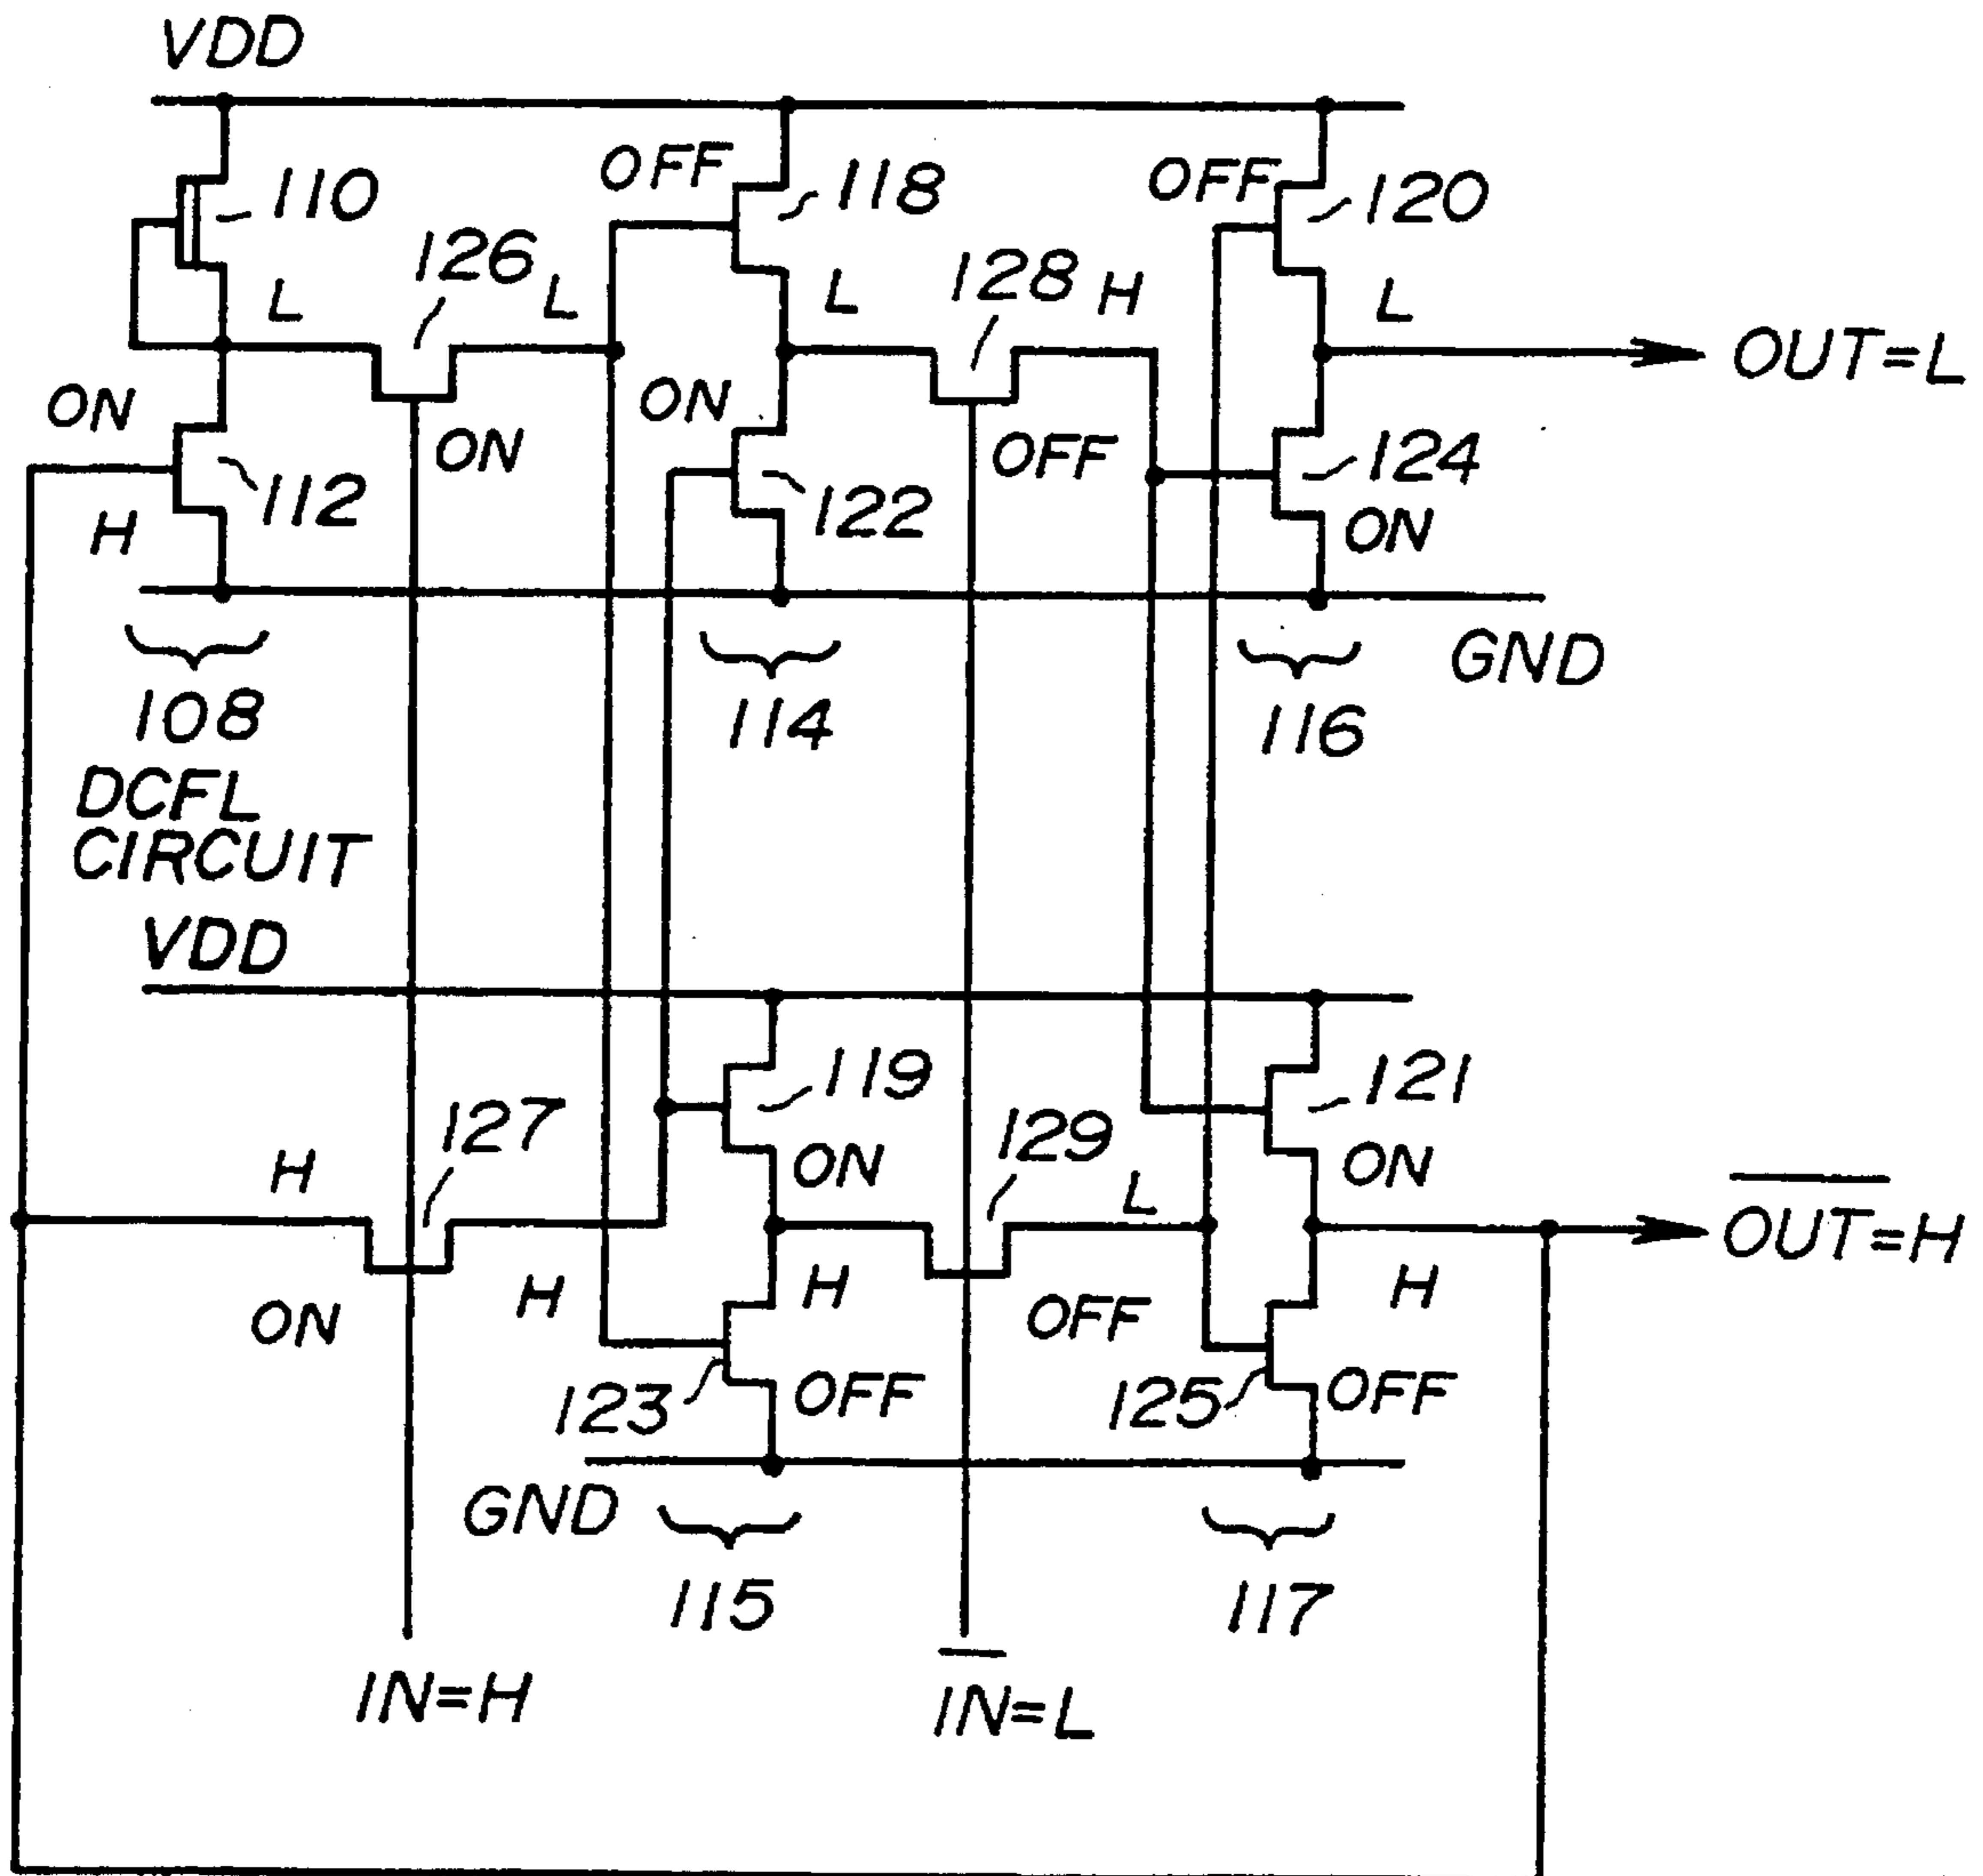 VDD
OFF
118
OFF
120
110
126
L
L
L
128
H
L
OUT=L
ON
ON
ON
OFF
124
112
122
H
ON
GND
108
114
116
DCFL
CIRCUIT
VDD
119
121
127
129
H
ON
L
ON
OUT=H
H
H
H
ON
OFF
123
OFF
125
OFF
GND
115
117
IN=H
IN=L